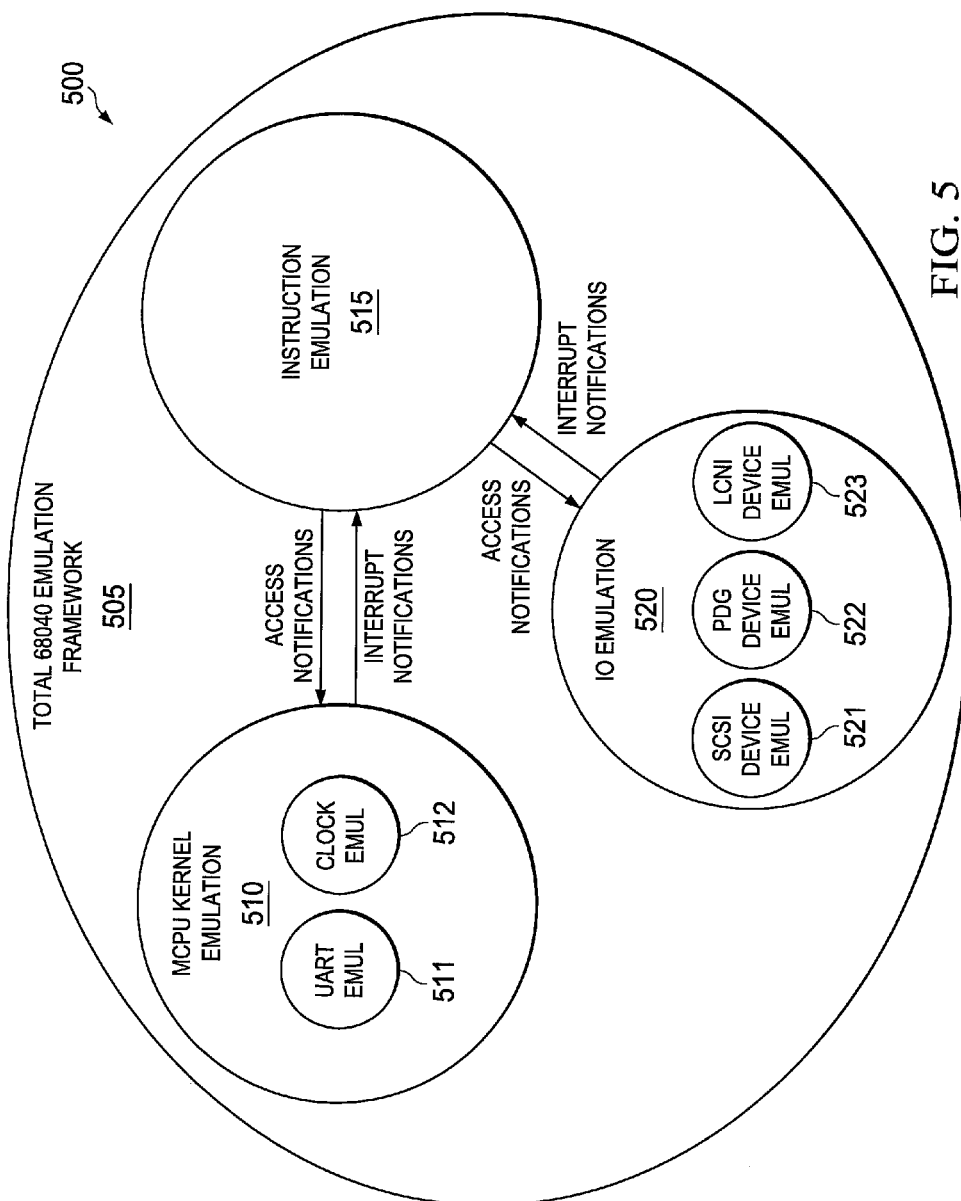 500
TOTAL 68040 EMULATION
FRAMEWORK
505
MCPU KERNEL
EMULATION
510
UART
EMUL
511
CLOCK
EMUL
512
ACCESS
NOTIFICATIONS
INTERRUPT
NOTIFICATIONS
INSTRUCTION
EMULATION
515
ACCESS
NOTIFICATIONS
INTERRUPT
NOTIFICATIONS
IO EMULATION
520
SCSI
DEVICE
EMUL
521
PDG
DEVICE
EMUL
522
LCNI
DEVICE
EMUL
523
FIG. 5